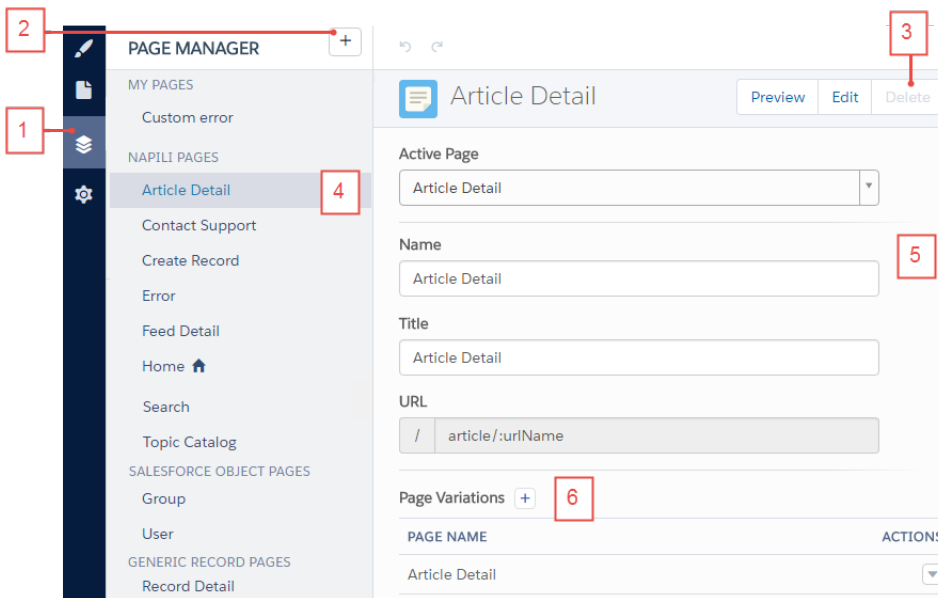 2
PAGE MANAGER
+
3
MY PAGES
Article Detail
Preview
Edit
Delete
Custom error
1
NAPILI PAGES
Active Page
Article Detail
4
Article Detail
Contact Support
Name
5
Create Record
Article Detail
Error
Title
Feed Detail
Article Detail
Home
URL
Search
/ article/:urlName
Topic Catalog
SALESFORCE OBJECT PAGES
Page Variations +
6
Group
User
PAGE NAME
ACTIONS
GENERIC RECORD PAGES
Article Detail
Record Detail